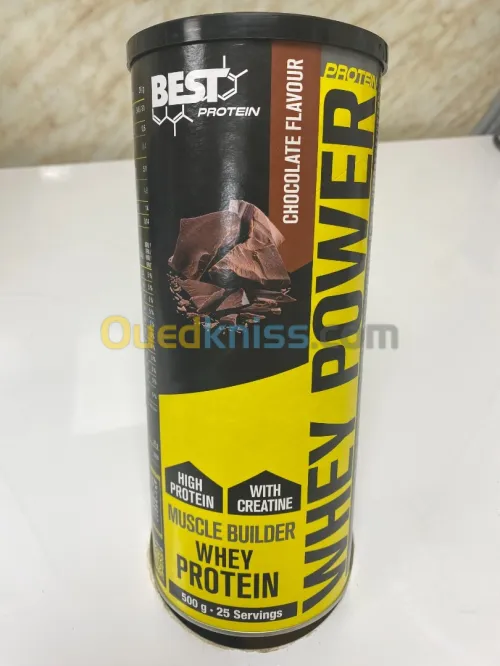 BEST
PROTEIN
CHOCOLATE FLAVOUR
PROTEIN
WHEY POWER
Ouedkniss.com
HIGH
PROTEIN
WITH
CREATINE
MUSCLE BUILDER
WHEY
PROTEIN
500 g • 25 Servings